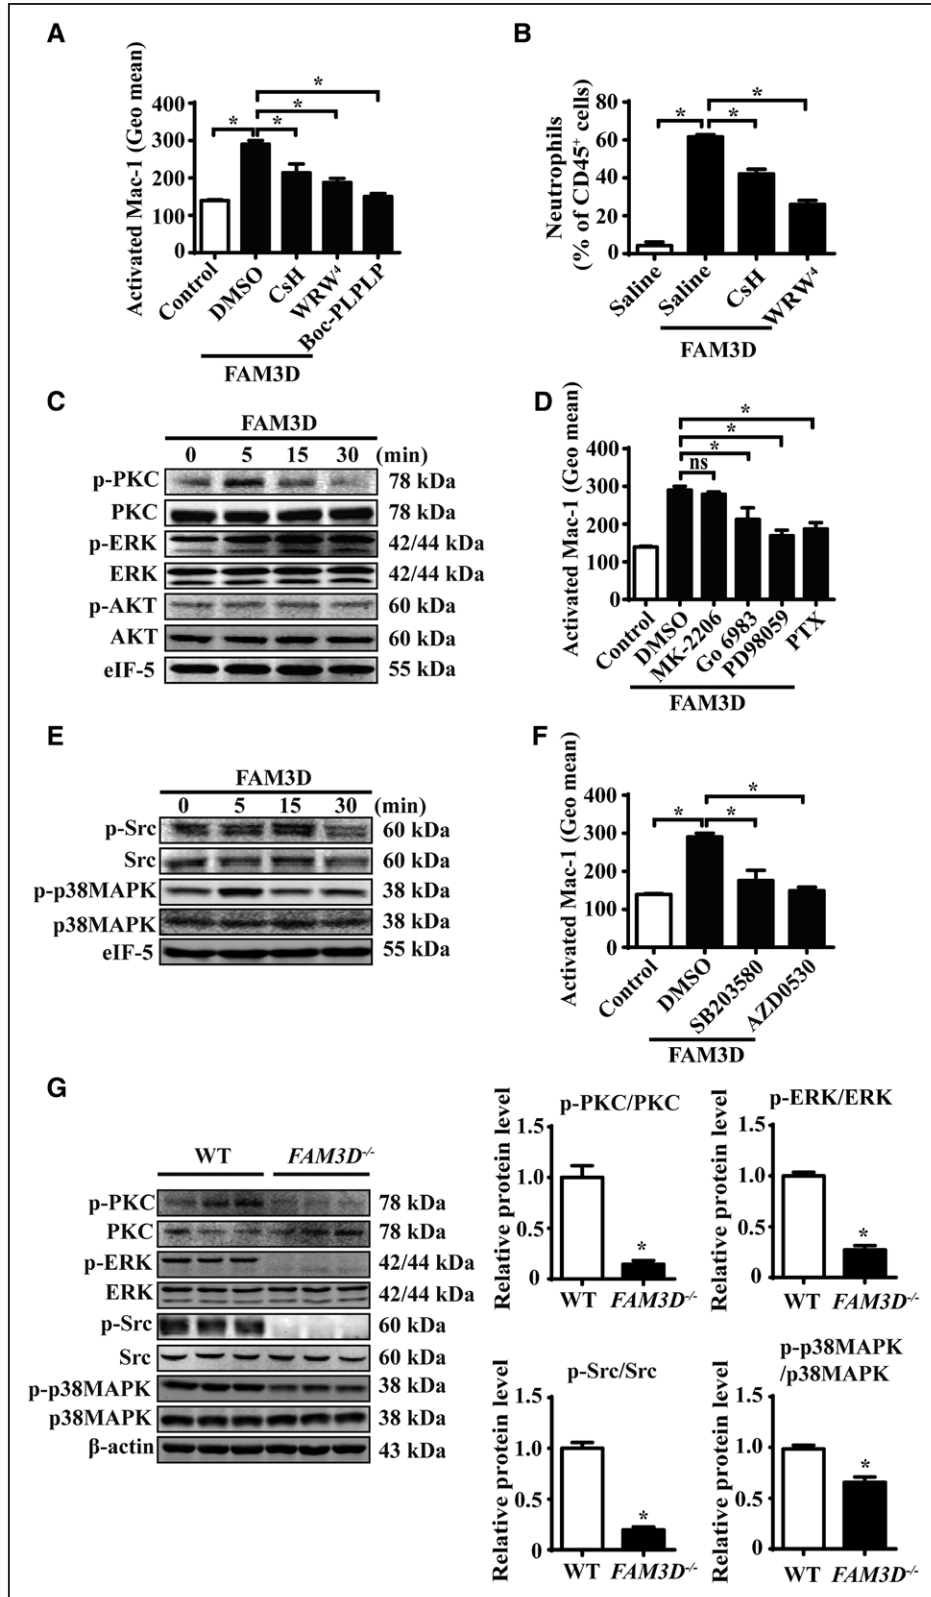 A
Activated Mac-1 (Geo mean)
400
300
200
100
0
*
*
*
*
Control
DMSO
CsH
WRW⁴
Boc-PLPLP
FAM3D
B
Neutrophils
(% of CD45⁺ cells)
80
60
40
20
0
*
*
*
Saline
Saline
CsH
WRW⁴
FAM3D
C
FAM3D
0 5 15 30 (min)
p-PKC 78 kDa
PKC 78 kDa
p-ERK 42/44 kDa
ERK 42/44 kDa
p-AKT 60 kDa
AKT 60 kDa
eIF-5 55 kDa
D
Activated Mac-1 (Geo mean)
400
300
200
100
0
*
*
*
ns
Control
DMSO
MK-2206
Go 6983
PD98059
PTX
FAM3D
E
FAM3D
0 5 15 30 (min)
p-Src 60 kDa
Src 60 kDa
p-p38MAPK 38 kDa
p38MAPK 38 kDa
eIF-5 55 kDa
F
Activated Mac-1 (Geo mean)
400
300
200
100
0
*
*
*
Control
DMSO
SB203580
AZD0530
FAM3D
G
WT FAM3D-/-
p-PKC 78 kDa
PKC 78 kDa
p-ERK 42/44 kDa
ERK 42/44 kDa
p-Src 60 kDa
Src 60 kDa
p-p38MAPK 38 kDa
p38MAPK 38 kDa
β-actin 43 kDa
p-PKC/PKC
Relative protein level
1.5
1.0
0.5
0
*
WT FAM3D-/-
p-ERK/ERK
Relative protein level
1.5
1.0
0.5
0
*
WT FAM3D-/-
p-Src/Src
Relative protein level
1.5
1.0
0.5
0
*
WT FAM3D-/-
p-p38MAPK
/p38MAPK
Relative protein level
1.5
1.0
0.5
0
*
WT FAM3D-/-